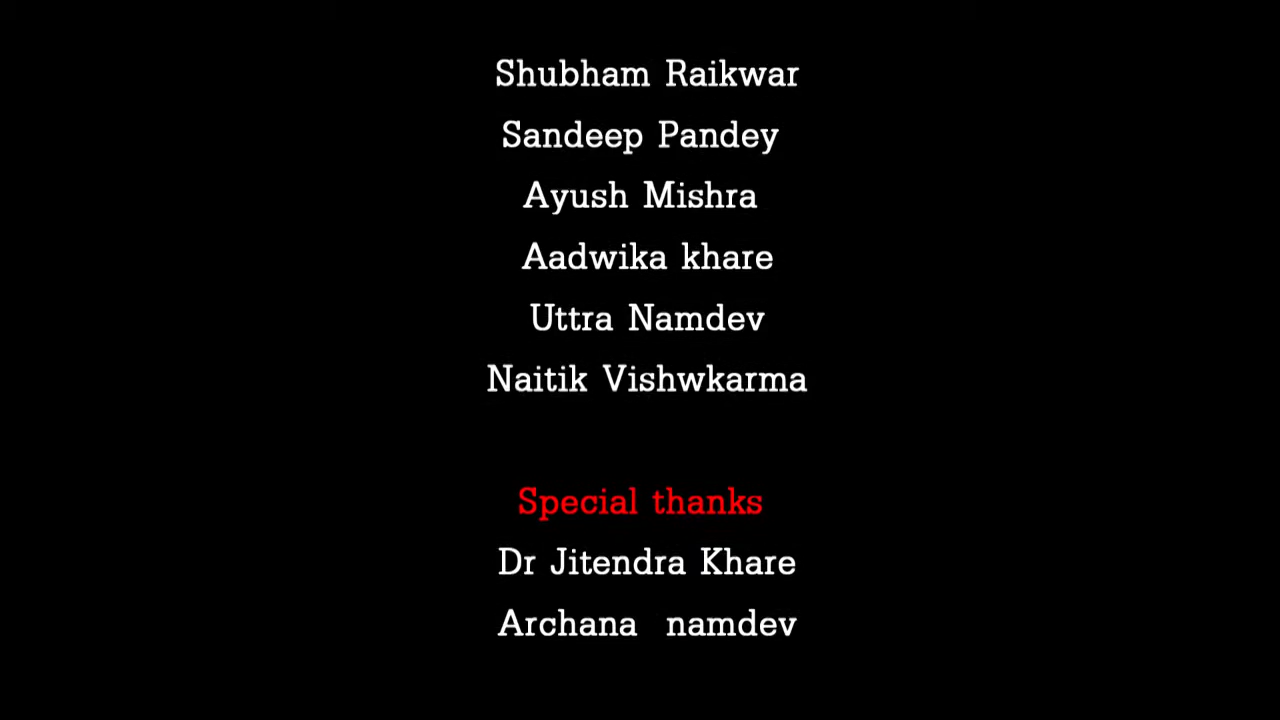 Shubham Raikwar
Sandeep Pandey
Ayush Mishra
Aadwika khare
Uttra Namdev
Naitik Vishwkarma
Special thanks
Dr Jitendra Khare
Archana namdev